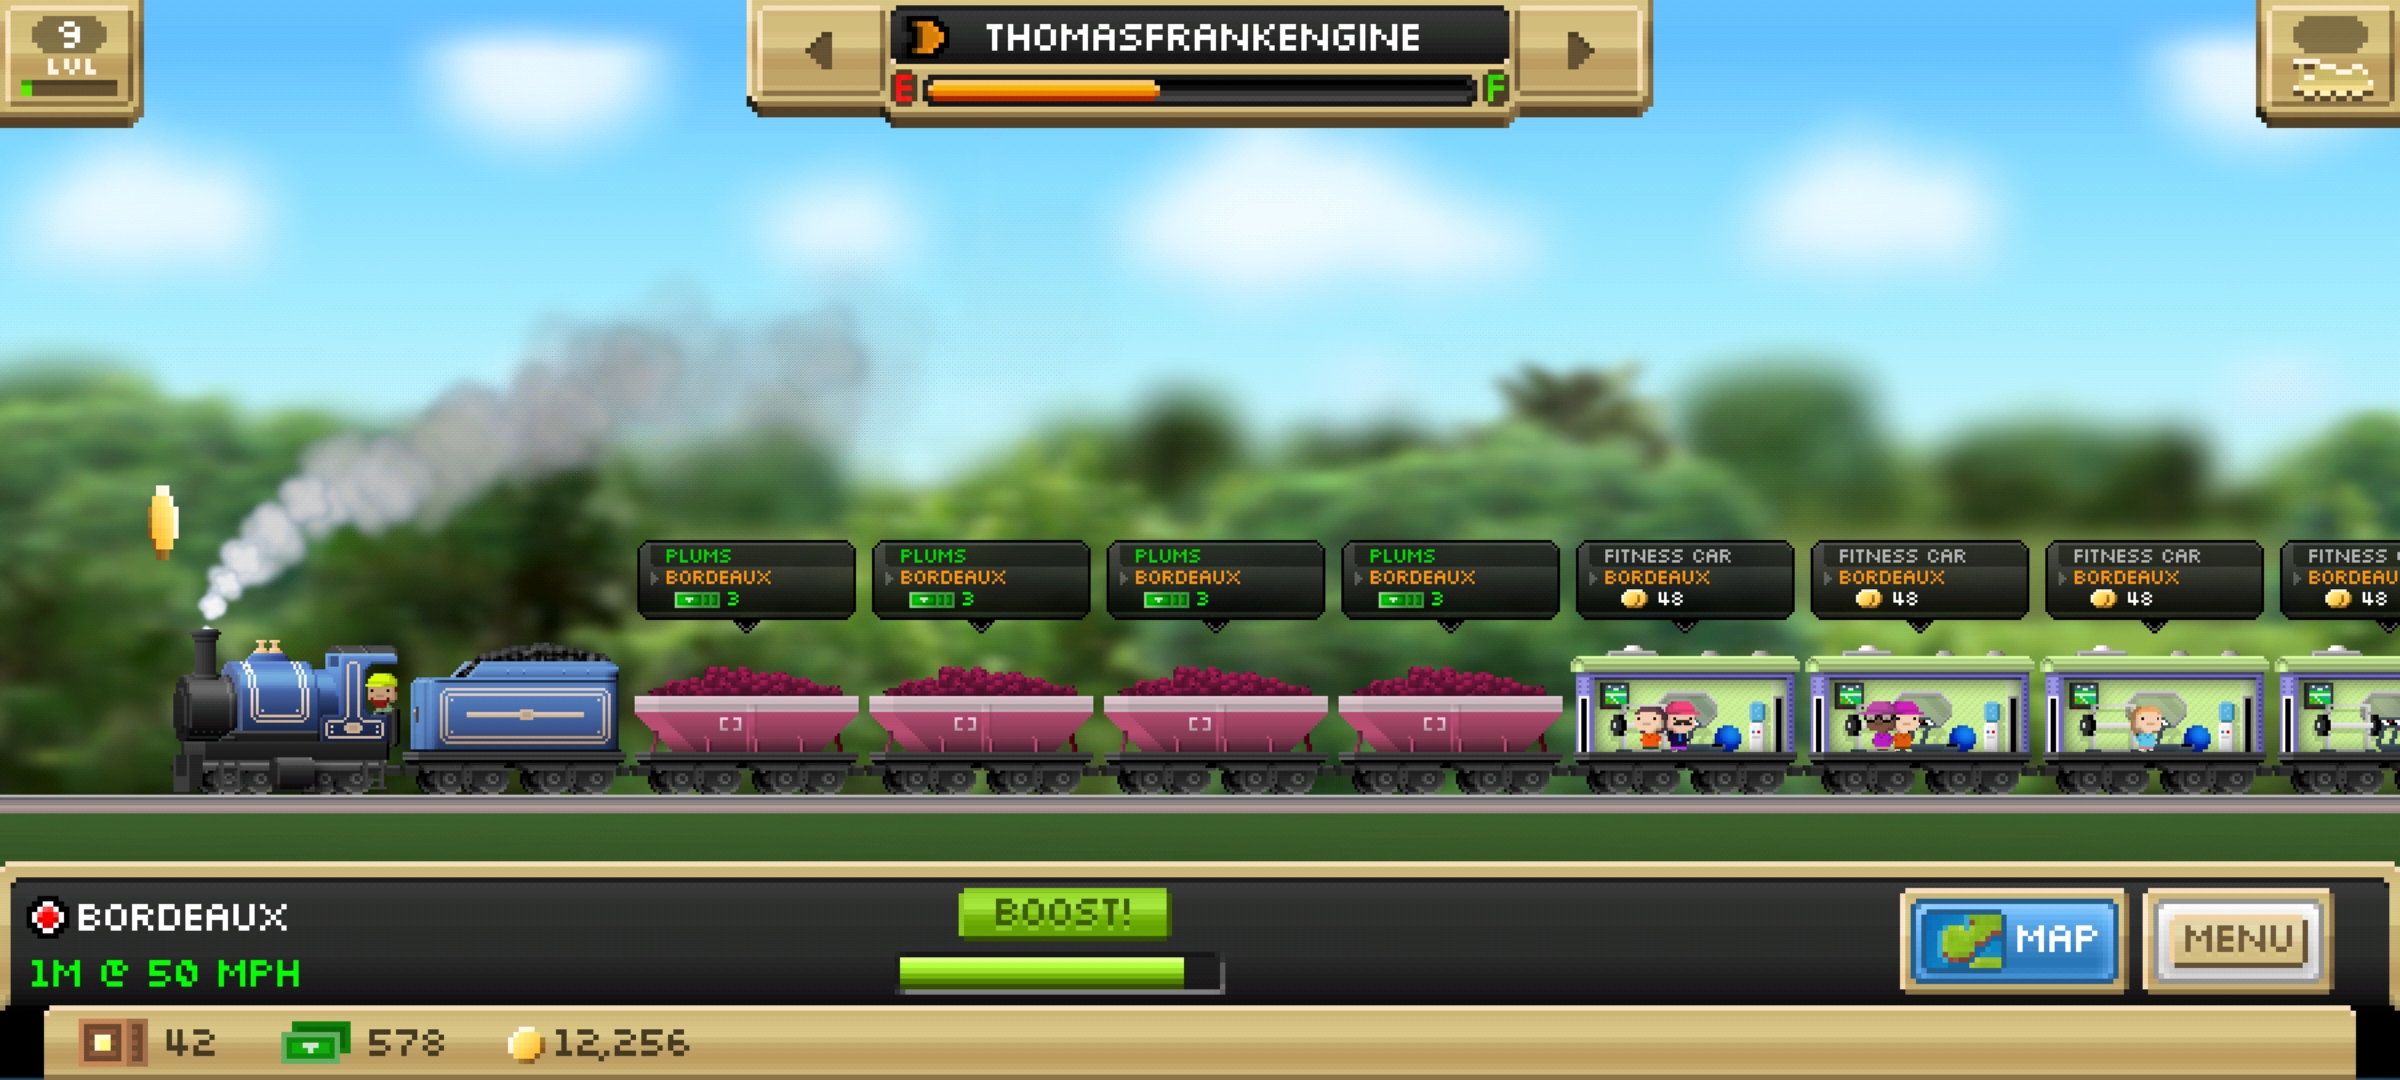 9
LVL
THOMASFRANKENGINE
E F
PLUMS
BORDEAUX
3
PLUMS
BORDEAUX
3
PLUMS
BORDEAUX
3
PLUMS
BORDEAUX
3
FITNESS CAR
BORDEAUX
48
FITNESS CAR
BORDEAUX
48
FITNESS CAR
BORDEAUX
48
FITNESS
BORDEAU
48
BORDEAUX
1M @ 50 MPH
BOOST!
MAP
MENU
42
578
12,256